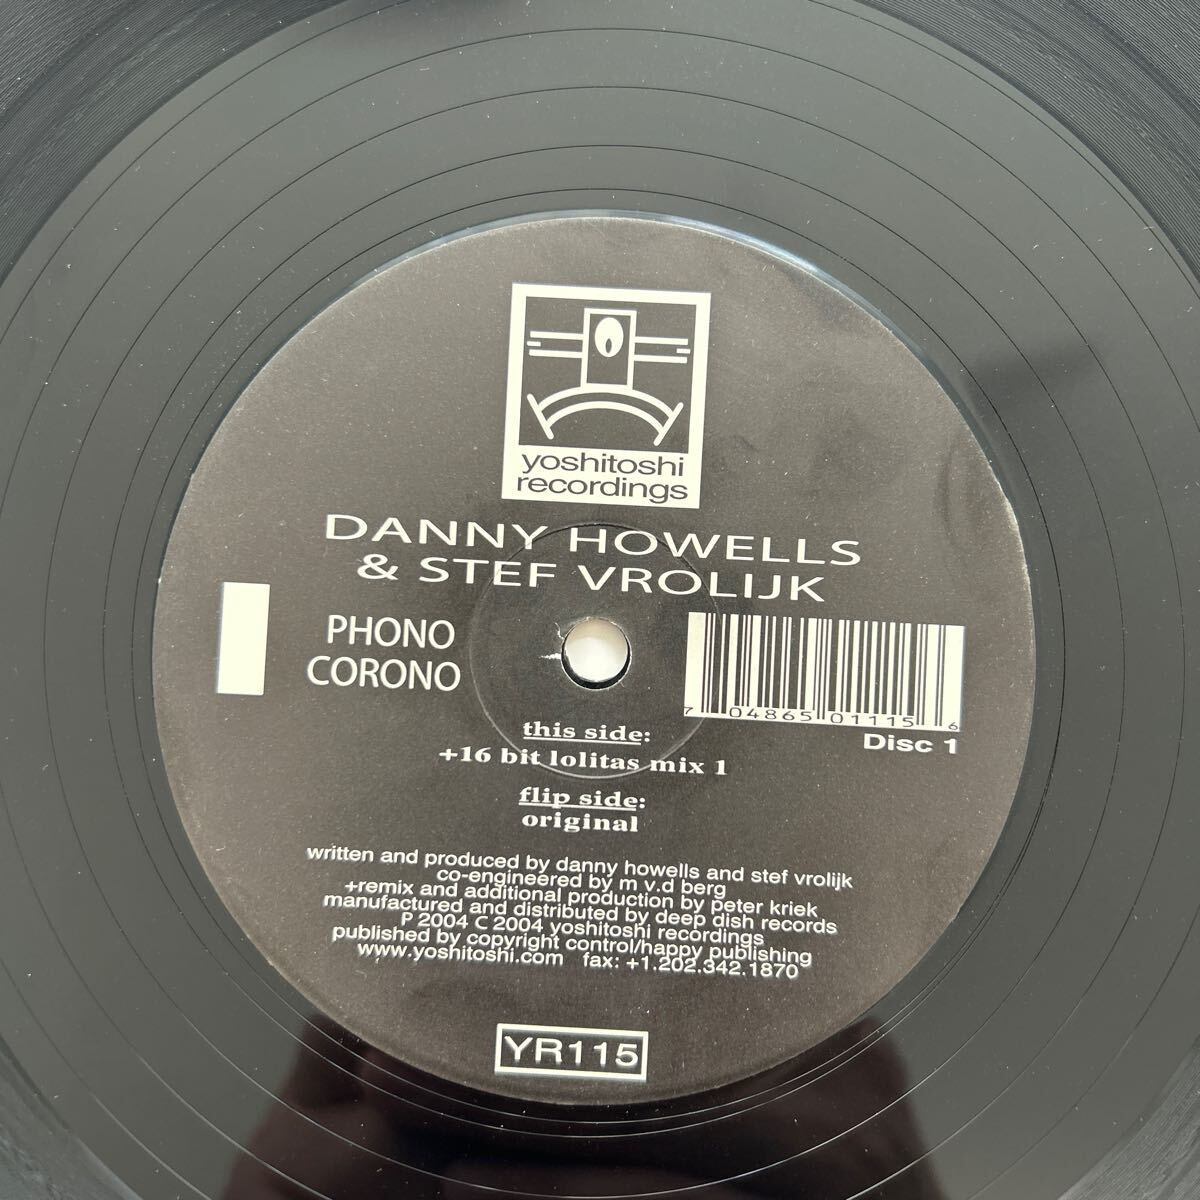 yoshitoshi
recordings
DANNY HOWELLS
& STEF VROLIJK
PHONO
CORONO
7 04865 01115 6
Disc 1
this side:
+16 bit lolitas mix 1
flip side:
original
written and produced by danny howells and stef vrolijk
co-engineered by m v.d berg
+remix and additional production by peter kriek
manufactured and distributed by deep dish records
P 2004 C 2004 yoshitoshi recordings
published by copyright control/happy publishing
www.yoshitoshi.com fax: +1.202.342.1870
YR115